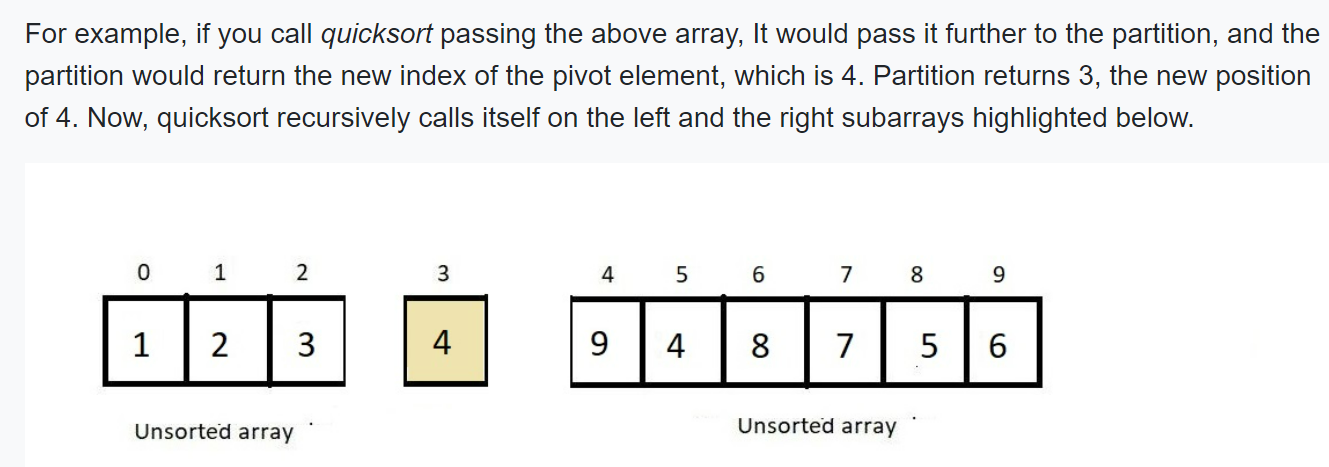 For example, if you call quicksort passing the above array, It would pass it further to the partition, and the
partition would return the new index of the pivot element, which is 4. Partition returns 3, the new position
of 4. Now, quicksort recursively calls itself on the left and the right subarrays highlighted below.
0 1 2 3 4 5 6 7 8 9
1 2 3 4 9 4 8 7 5 6
Unsorted array Unsorted array